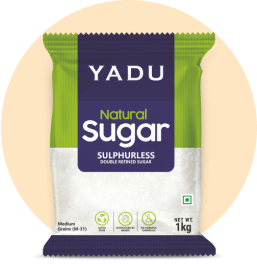 YADU
Natural
Sugar
SULPHURLESS
DOUBLE REFINED SUGAR
Medium
Grains (M-31)
NET WT.
1kg